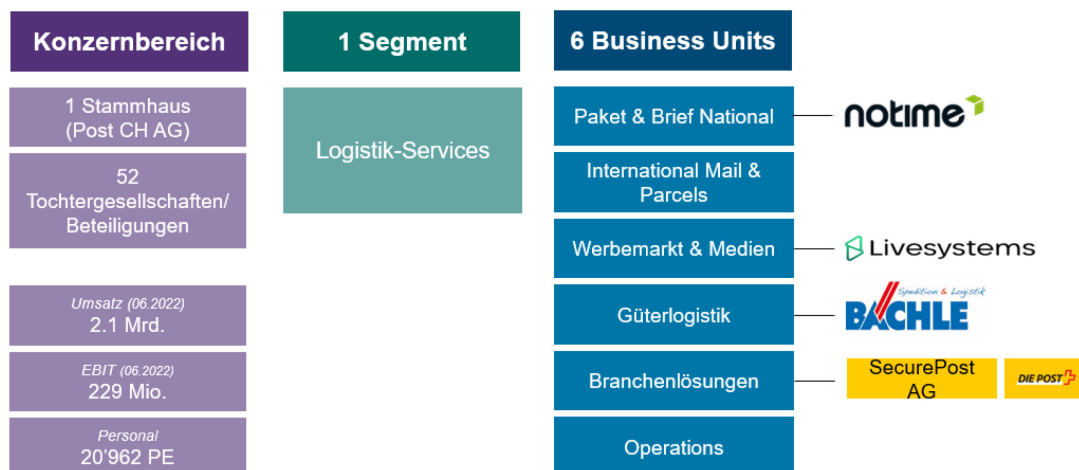 Konzernbereich
1 Stammhaus
(Post CH AG)
52
Tochtergesellschaften/
Beteiligungen
Umsatz (06.2022)
2.1 Mrd.
EBIT (06.2022)
229 Mio.
Personal
20'962 PE
1 Segment
Logistik-Services
6 Business Units
Paket & Brief National
notime
International Mail &
Parcels
Werbemarkt & Medien
Livesystems
Güterlogistik
Spedition & Logistik
BÄCHLE
Branchenlösungen
SecurePost
AG
DIE POST
Operations